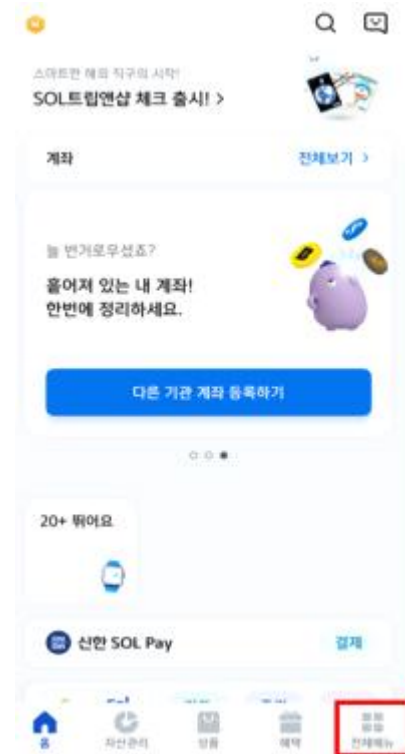 스마트한 해외 직구의 시작!
SOL트립앤샵 체크 출시! >
계좌
전체보기 >
늘 번거로우셨죠?
흩어져 있는 내 계좌!
한번에 정리하세요.
다른 기관 계좌 등록하기
20+ 뛰어요
신한 SOL Pay
결제
홈
자산관리
상품
혜택
전체메뉴